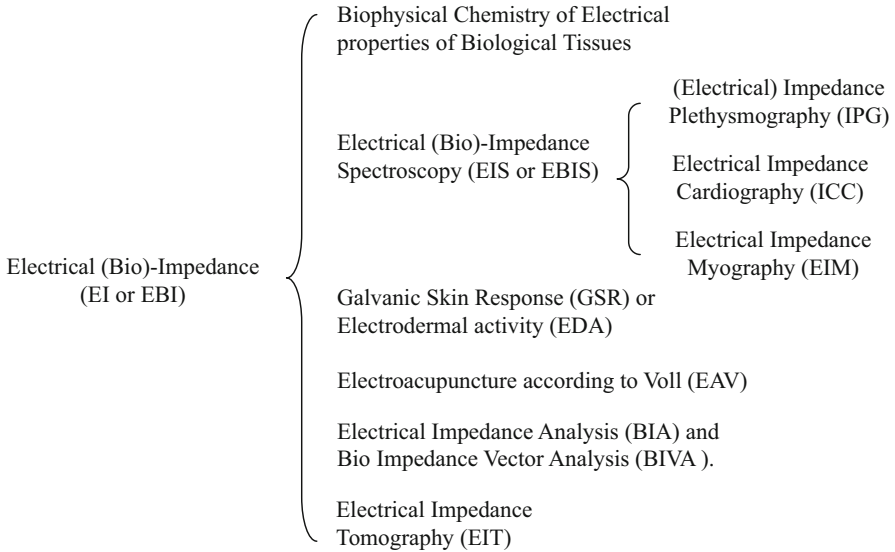 Biophysical Chemistry of Electrical
properties of Biological Tissues
(Electrical) Impedance
Plethysmography (IPG)
Electrical (Bio)-Impedance
Spectroscopy (EIS or EBIS)
Electrical Impedance
Cardiography (ICC)
Electrical Impedance
Myography (EIM)
Electrical (Bio)-Impedance
(EI or EBI)
Galvanic Skin Response (GSR) or
Electrodermal activity (EDA)
Electroacupuncture according to Voll (EAV)
Electrical Impedance Analysis (BIA) and
Bio Impedance Vector Analysis (BIVA ).
Electrical Impedance
Tomography (EIT)